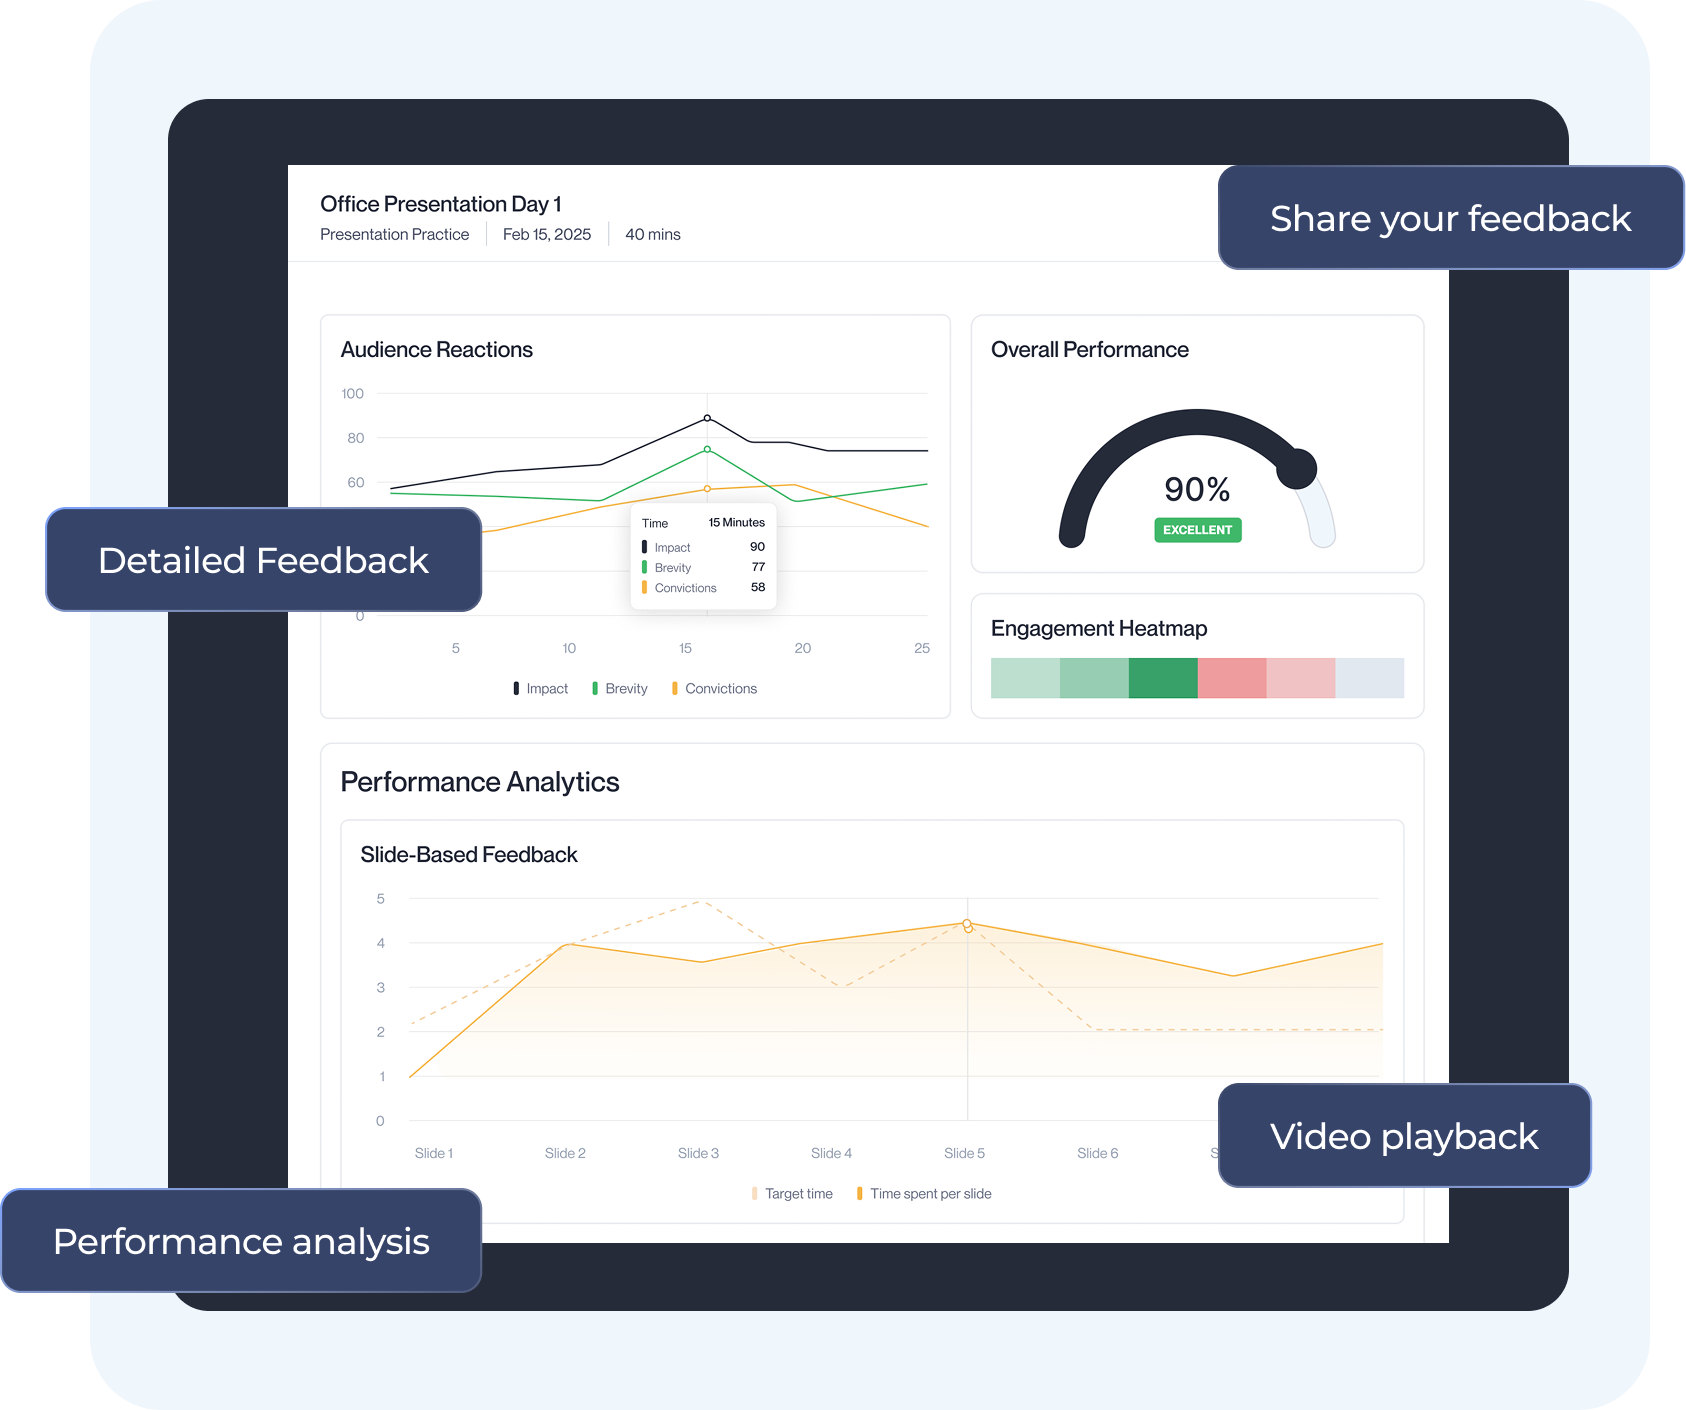 Office Presentation Day 1
Presentation Practice Feb 15, 2025 40 mins
Share your feedback
Audience Reactions
100
80
60
0
5 10 15 20 25
Time 15 Minutes
Impact 90
Brevity 77
Convictions 58
Impact Brevity Convictions
Detailed Feedback
Overall Performance
90%
EXCELLENT
Engagement Heatmap
Performance Analytics
Slide-Based Feedback
5
4
3
2
1
0
Slide 1 Slide 2 Slide 3 Slide 4 Slide 5 Slide 6
Target time Time spent per slide
Video playback
Performance analysis